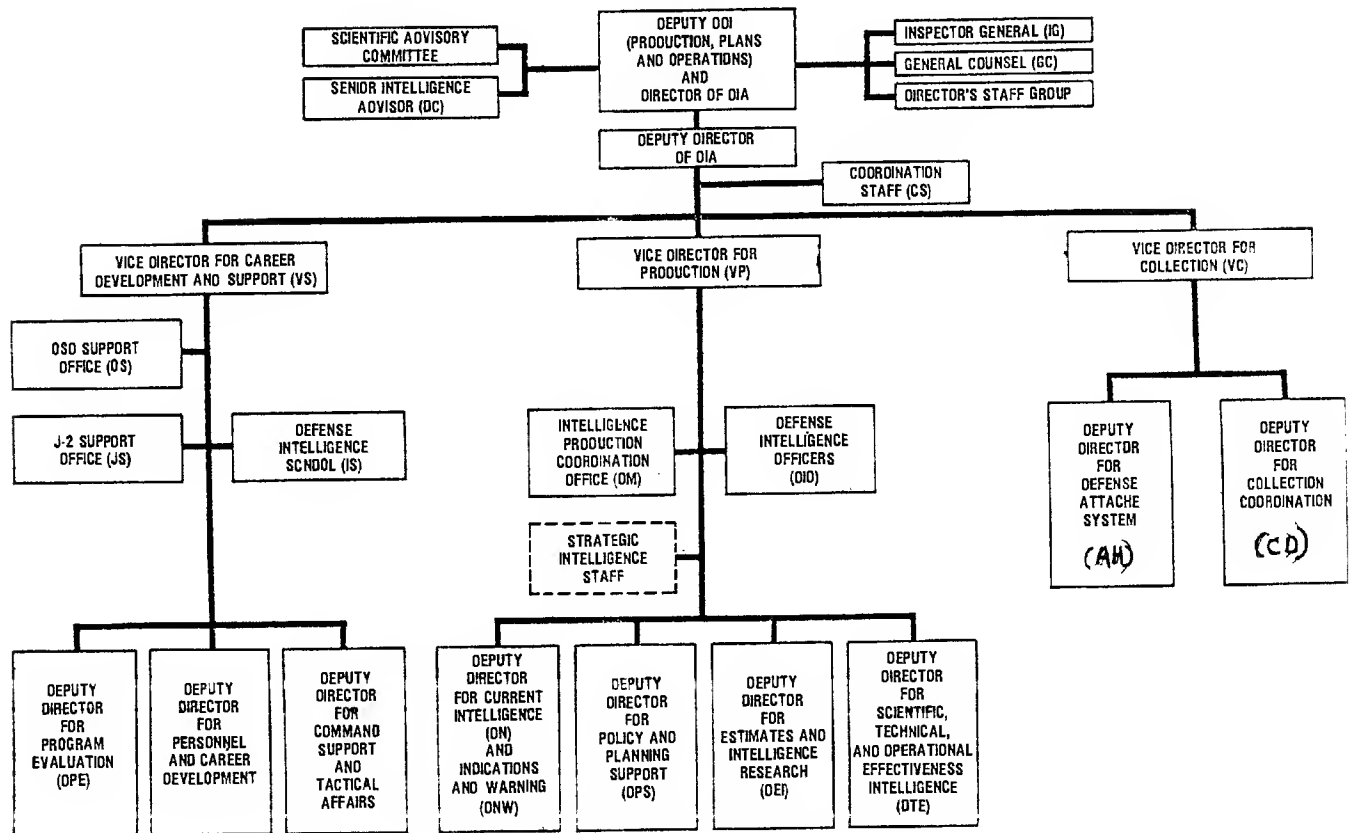 DEPUTY DDI
(PRODUCTION, PLANS
AND OPERATIONS)
AND
DIRECTOR OF DIA
SCIENTIFIC ADVISORY
COMMITTEE
SENIOR INTELLIGENCE
ADVISOR (DC)
INSPECTOR GENERAL (IG)
GENERAL COUNSEL (GC)
DIRECTOR'S STAFF GROUP
DEPUTY DIRECTOR
OF DIA
COORDINATION
STAFF (CS)
VICE DIRECTOR FOR CAREER
DEVELOPMENT AND SUPPORT (VS)
VICE DIRECTOR FOR
PRODUCTION (VP)
VICE DIRECTOR FOR
COLLECTION (VC)
OSD SUPPORT
OFFICE (OS)
J-2 SUPPORT
OFFICE (JS)
DEFENSE
INTELLIGENCE
SCHOOL (IS)
INTELLIGENCE
PRODUCTION
COORDINATION
OFFICE (DM)
DEFENSE
INTELLIGENCE
OFFICERS
(DIO)
STRATEGIC
INTELLIGENCE
STAFF
DEPUTY
DIRECTOR
FOR
DEFENSE
ATTACHE
SYSTEM
(AH)
DEPUTY
DIRECTOR
FOR
COLLECTION
COORDINATION
(CD)
DEPUTY
DIRECTOR
FOR
PROGRAM
EVALUATION
(DPE)
DEPUTY
DIRECTOR
FOR
PERSONNEL
AND CAREER
DEVELOPMENT
DEPUTY
DIRECTOR
FOR
COMMAND
SUPPORT
AND
TACTICAL
AFFAIRS
DEPUTY
DIRECTOR
FOR CURRENT
INTELLIGENCE
(DN)
AND
INDICATIONS
AND WARNING
(DNW)
DEPUTY
DIRECTOR
FOR
POLICY AND
PLANNING
SUPPORT
(DPS)
DEPUTY
DIRECTOR
FOR
ESTIMATES AND
INTELLIGENCE
RESEARCH
(DEI)
DEPUTY
DIRECTOR
FOR
SCIENTIFIC,
TECHNICAL,
AND OPERATIONAL
EFFECTIVENESS
INTELLIGENCE
(DTE)